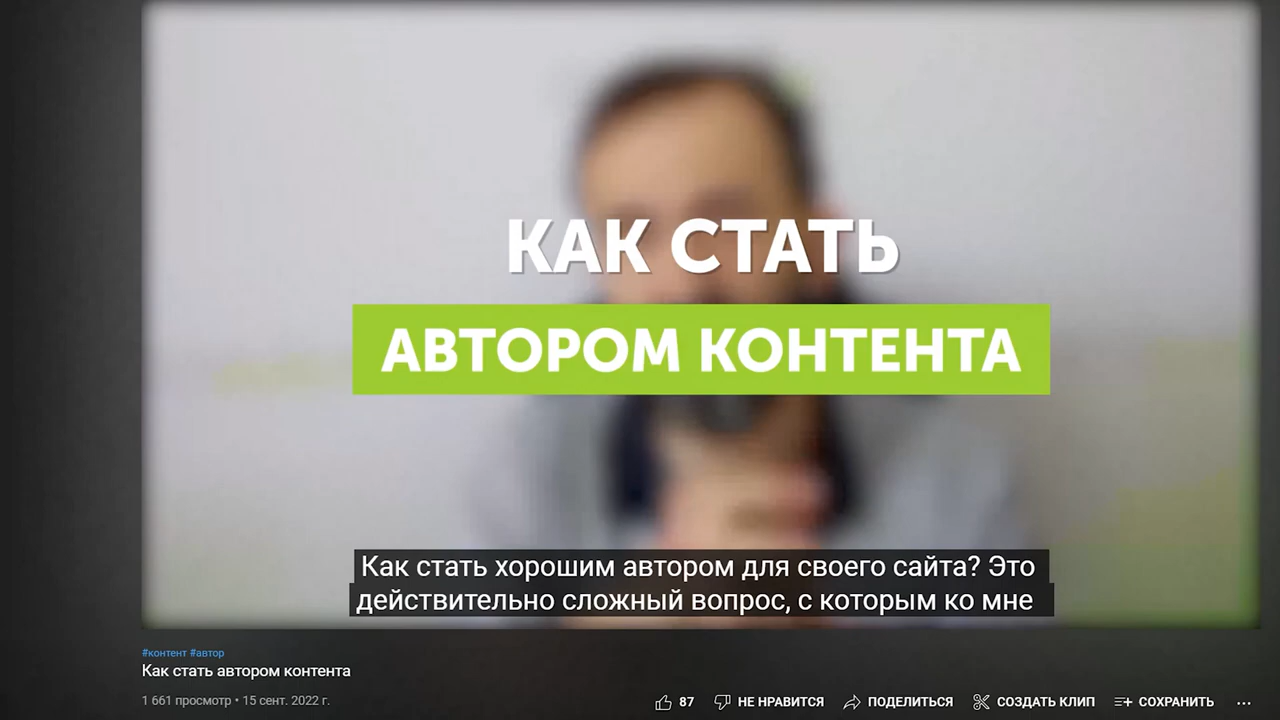 КАК СТАТЬ
АВТОРОМ КОНТЕНТА
Как стать хорошим автором для своего сайта? Это
действительно сложный вопрос, с которым ко мне
#контент #автор
Как стать автором контента
1 661 просмотр • 15 сент. 2022 г.
87 НЕ НРАВИТСЯ ПОДЕЛИТЬСЯ СОЗДАТЬ КЛИП СОХРАНИТЬ ...